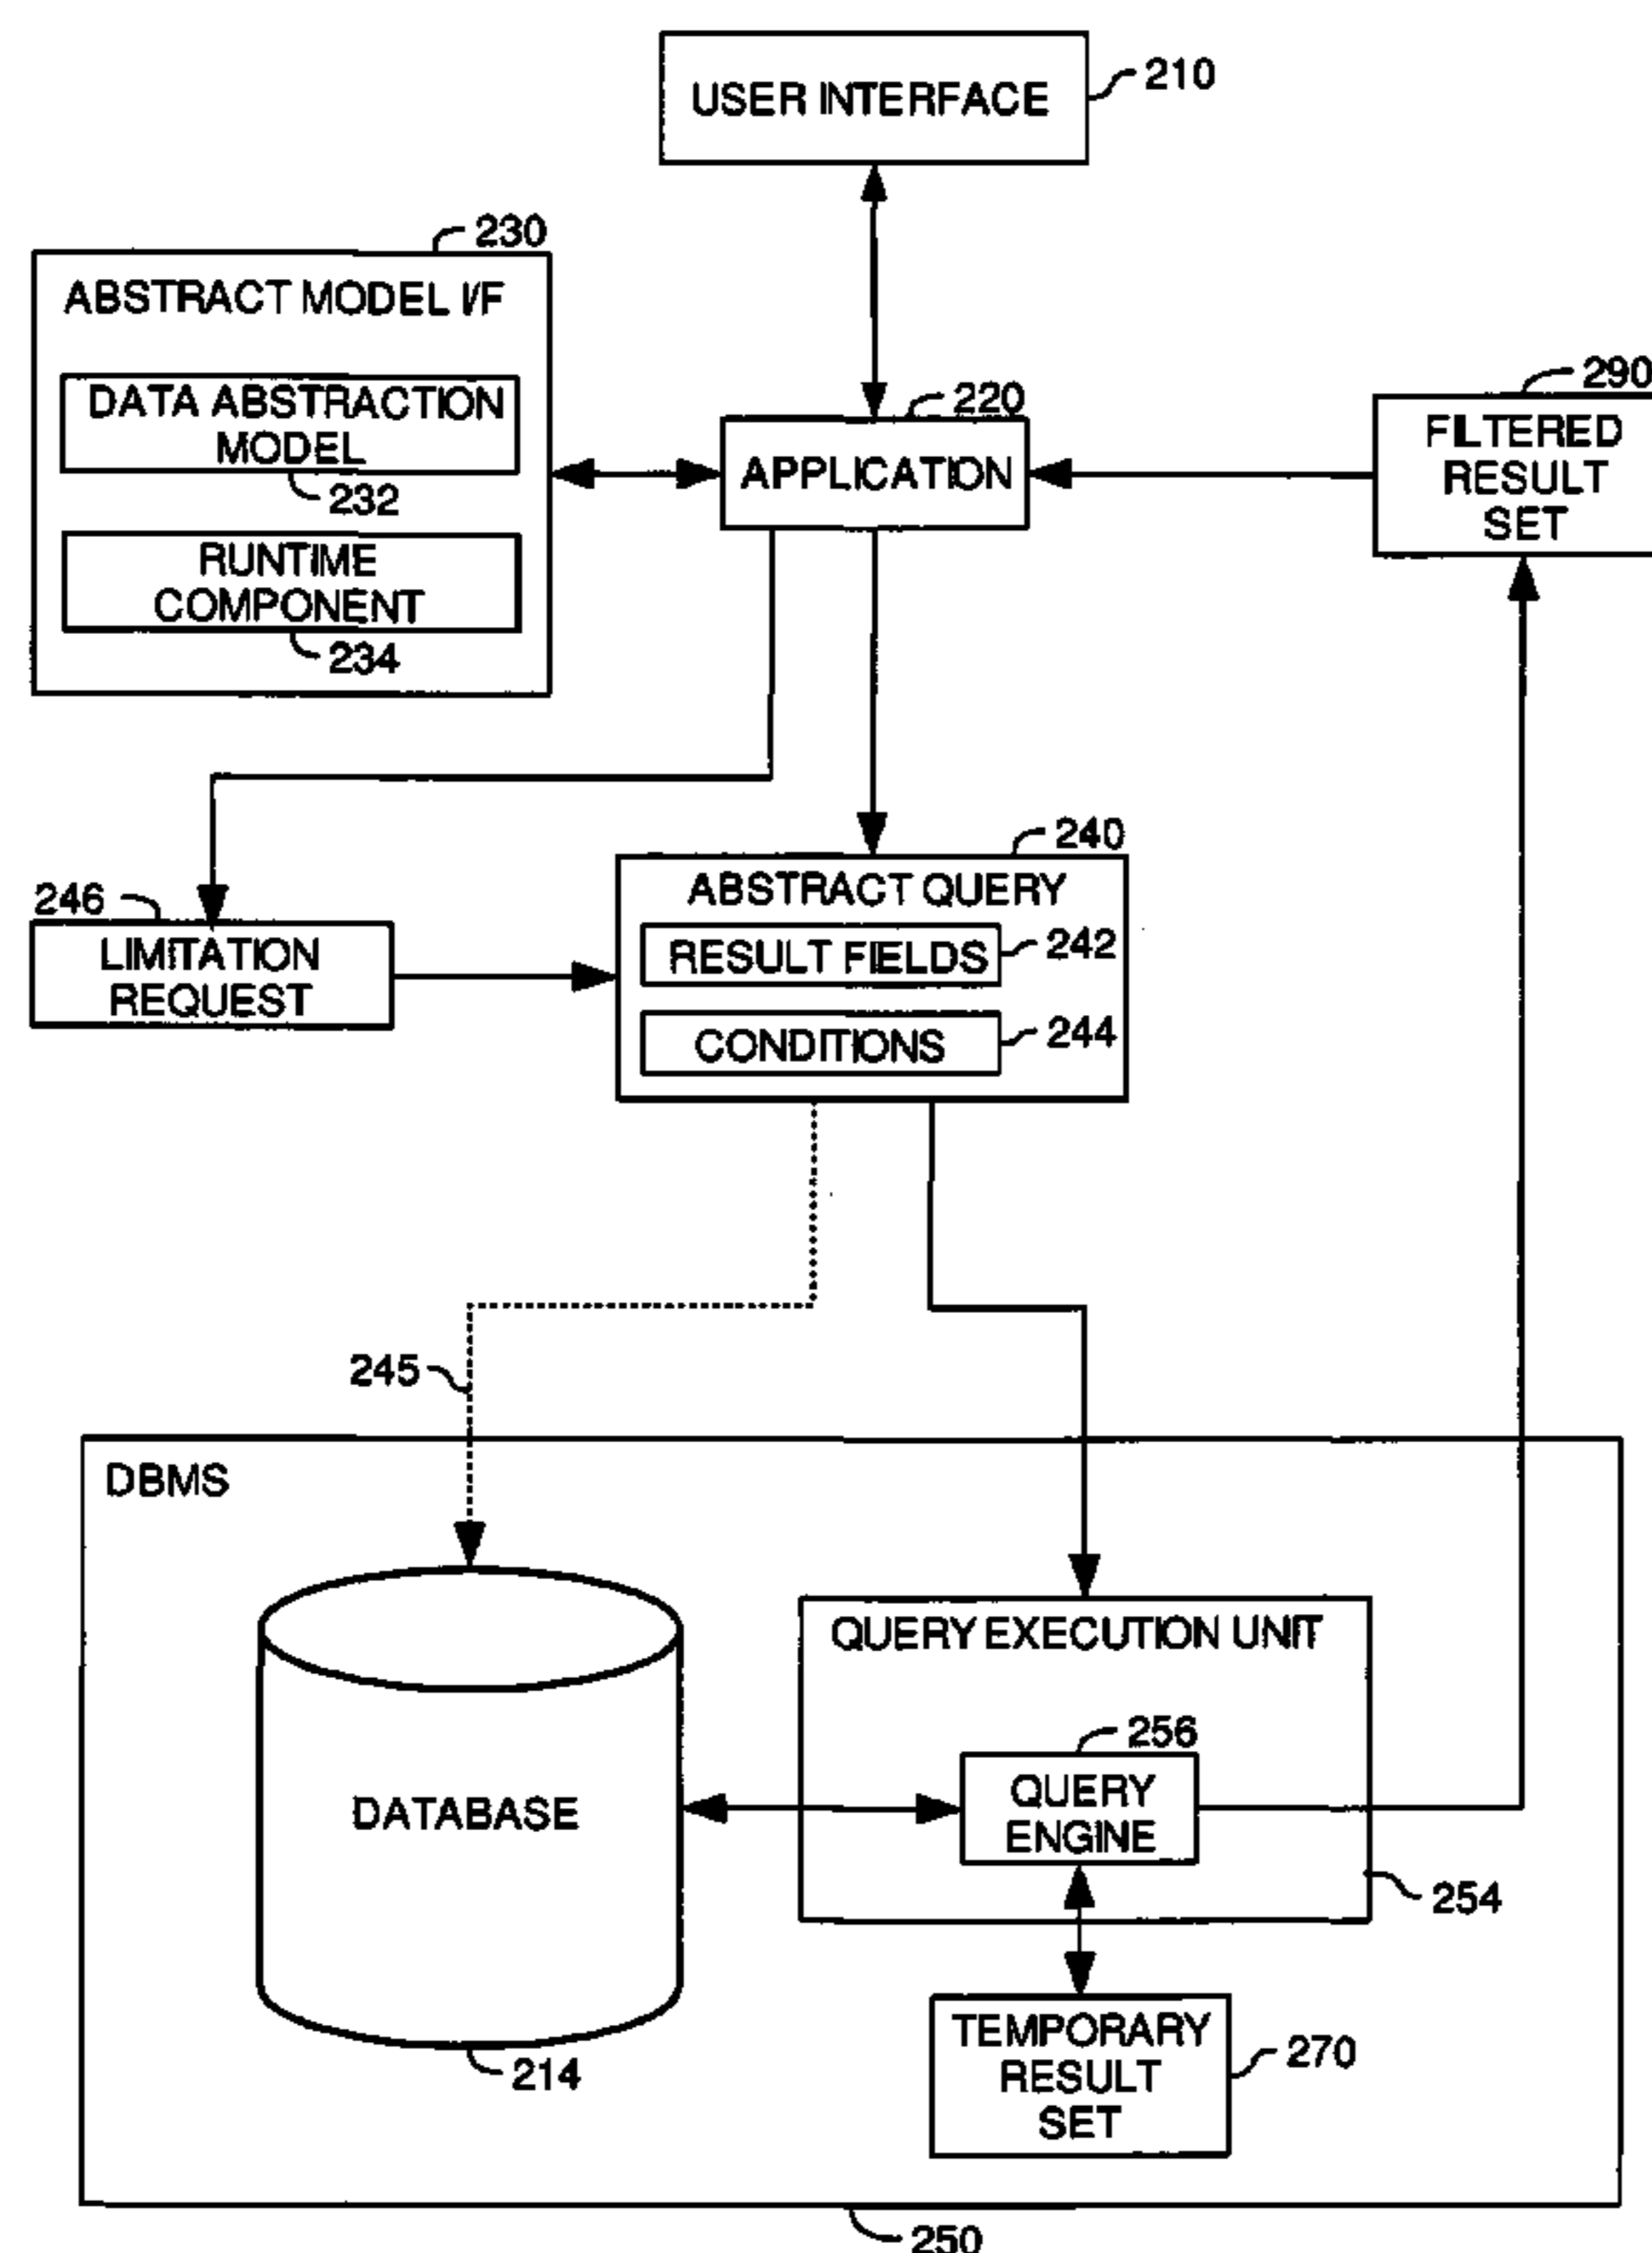 USER INTERFACE
210
230
ABSTRACT MODEL I/F
DATA ABSTRACTION
MODEL
232
RUNTIME
COMPONENT
234
220
APPLICATION
290
FILTERED
RESULT
SET
246
LIMITATION
REQUEST
240
ABSTRACT QUERY
RESULT FIELDS
242
CONDITIONS
244
245
DBMS
DATABASE
214
QUERY EXECUTION UNIT
256
QUERY
ENGINE
254
TEMPORARY
RESULT
SET
270
250